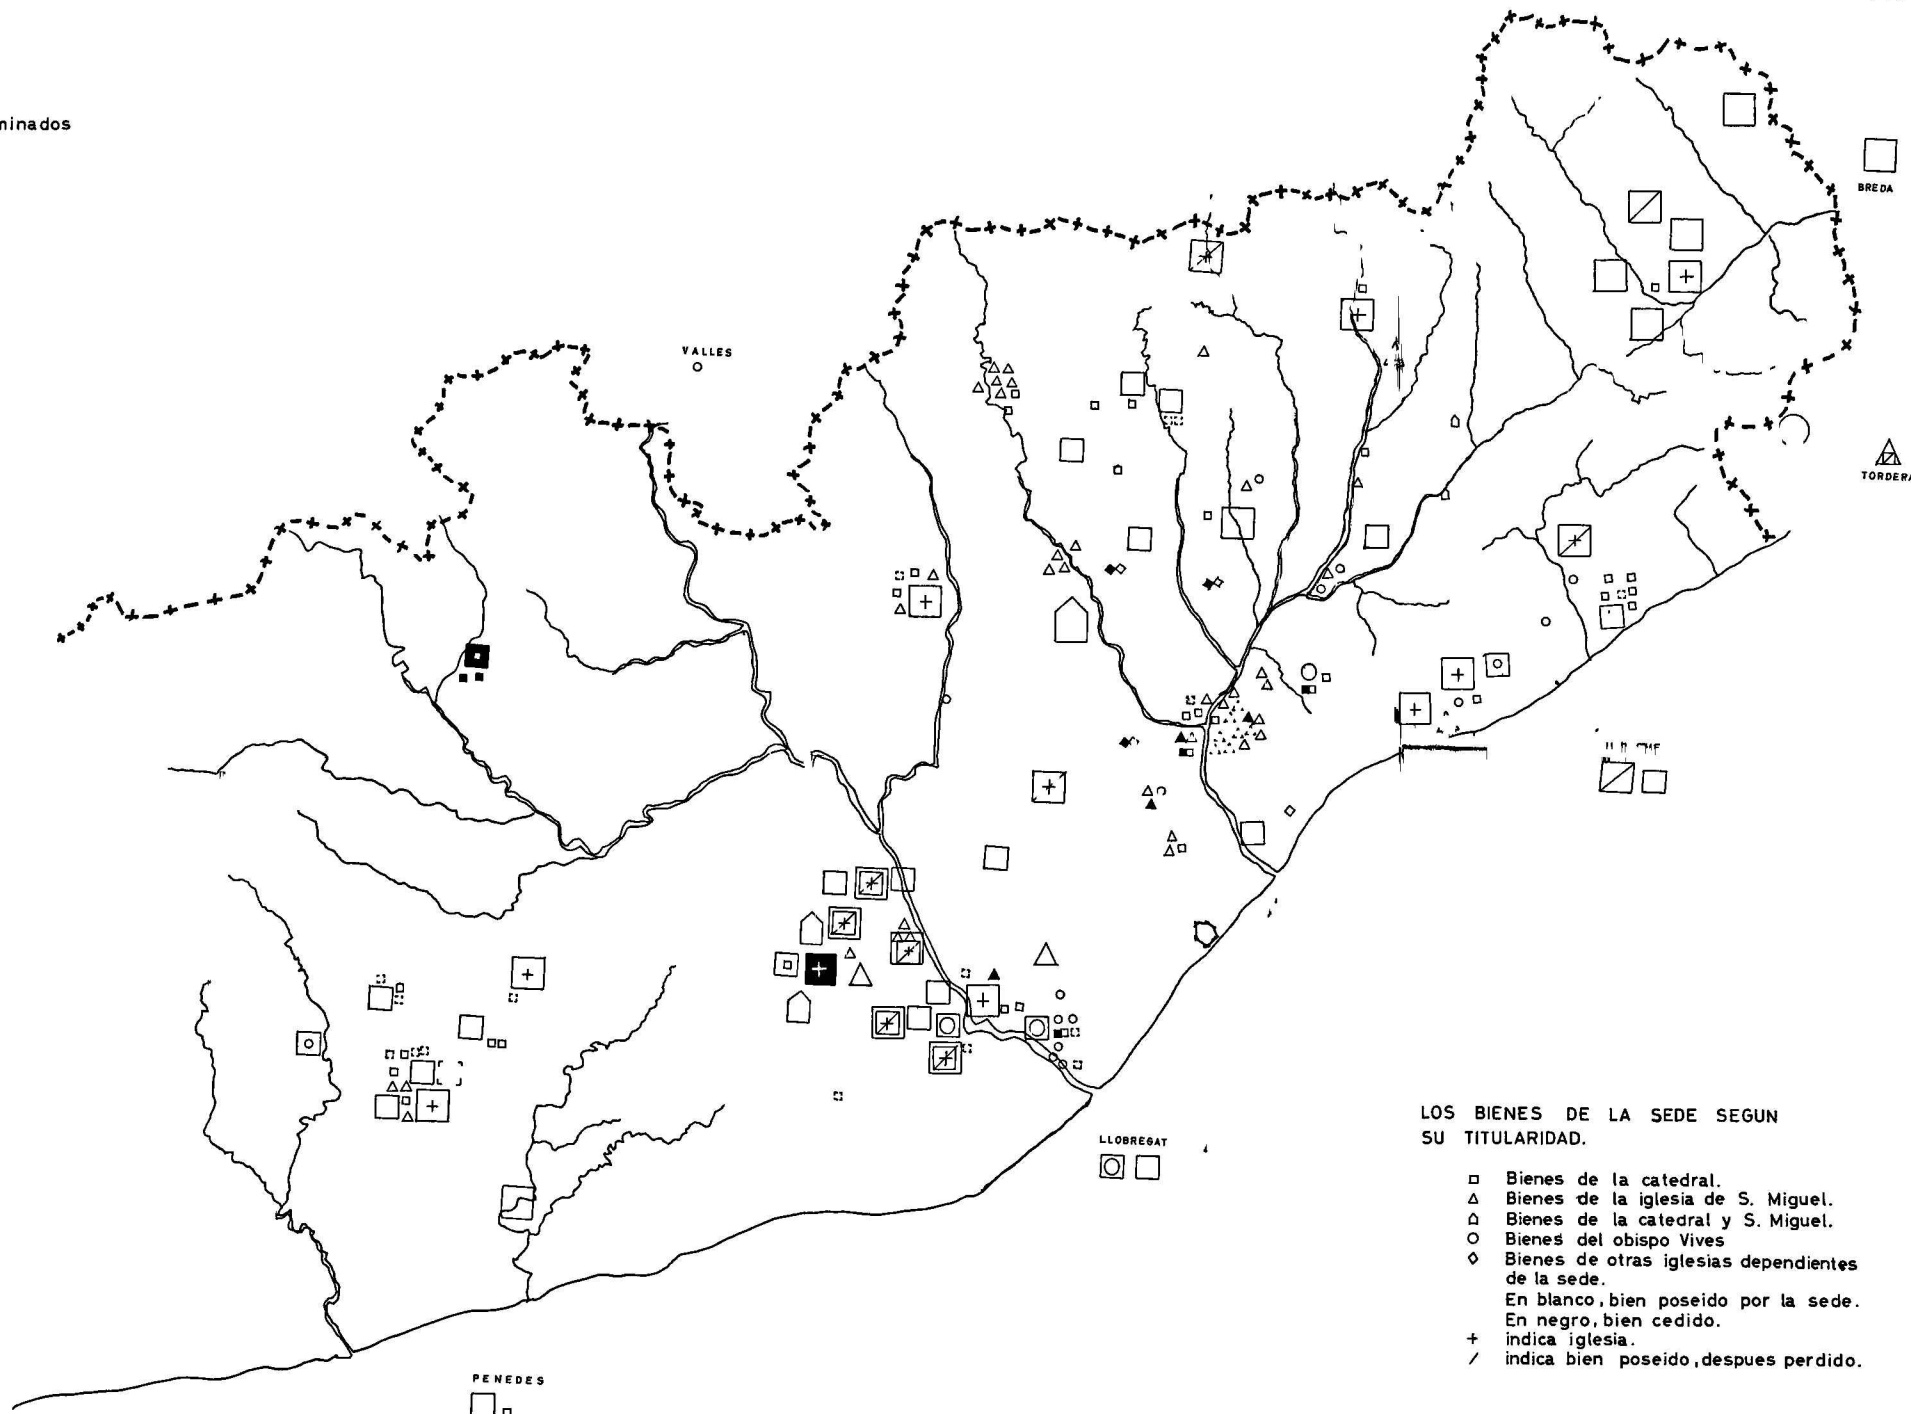 minados
BREDA
VALLES
TORDERA
LLOBREGAT
PENEDES
LOS BIENES DE LA SEDE SEGUN
SU TITULARIDAD.
Bienes de la catedral.
Bienes de la iglesia de S. Miguel.
Bienes de la catedral y S. Miguel.
Bienes del obispo Vives
Bienes de otras iglesias dependientes
de la sede.
En blanco, bien poseido por la sede.
En negro, bien cedido.
+ indica iglesia.
/ indica bien poseido, despues perdido.